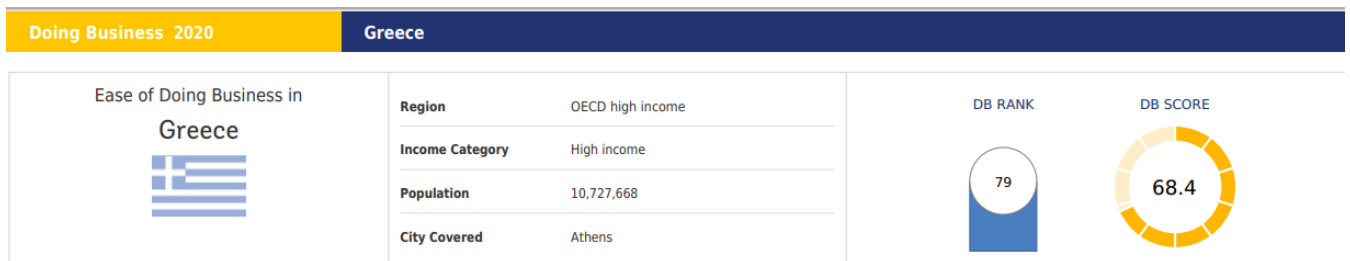 Doing Business 2020
Greece
Ease of Doing Business in
Greece
Region OECD high income
Income Category High income
Population 10,727,668
City Covered Athens
DB RANK DB SCORE
79 68.4